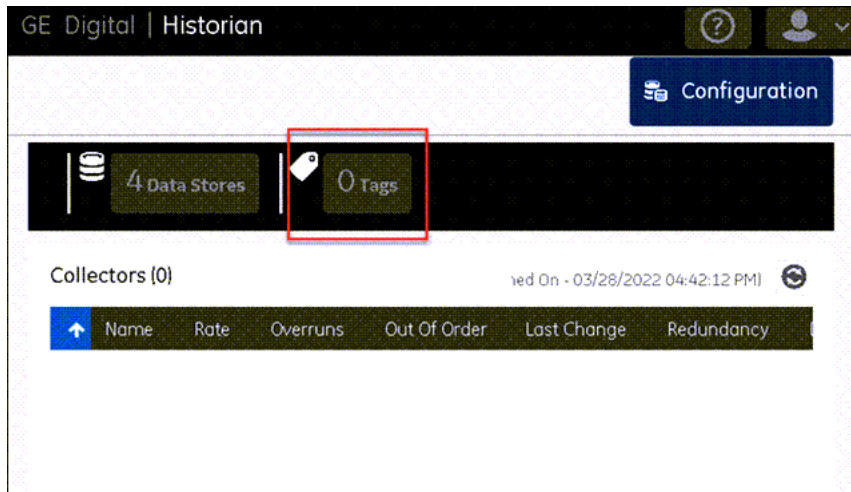 GE Digital | Historian
Configuration
4 Data Stores
0 Tags
Collectors (0)
On - 03/28/2022 04:42:12 PM)
Name Rate Overruns Out Of Order Last Change Redundancy